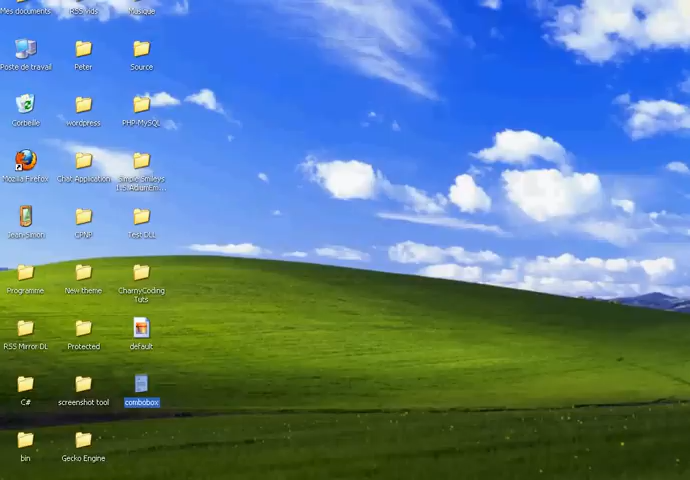 Mes documents
RSS vids
Musique
Poste de travail
Peter
Source
Corbeille
wordpress
PHP-MySQL
Mozilla Firefox
Chat Application
Simple Smileys
Jean-Simon
CPNP
Test DLL
Programme
New theme
CharnyCoding
Tuts
RSS Mirror-DL
Protected
default
C#
screenshot tool
combobox
bin
Gecko Engine